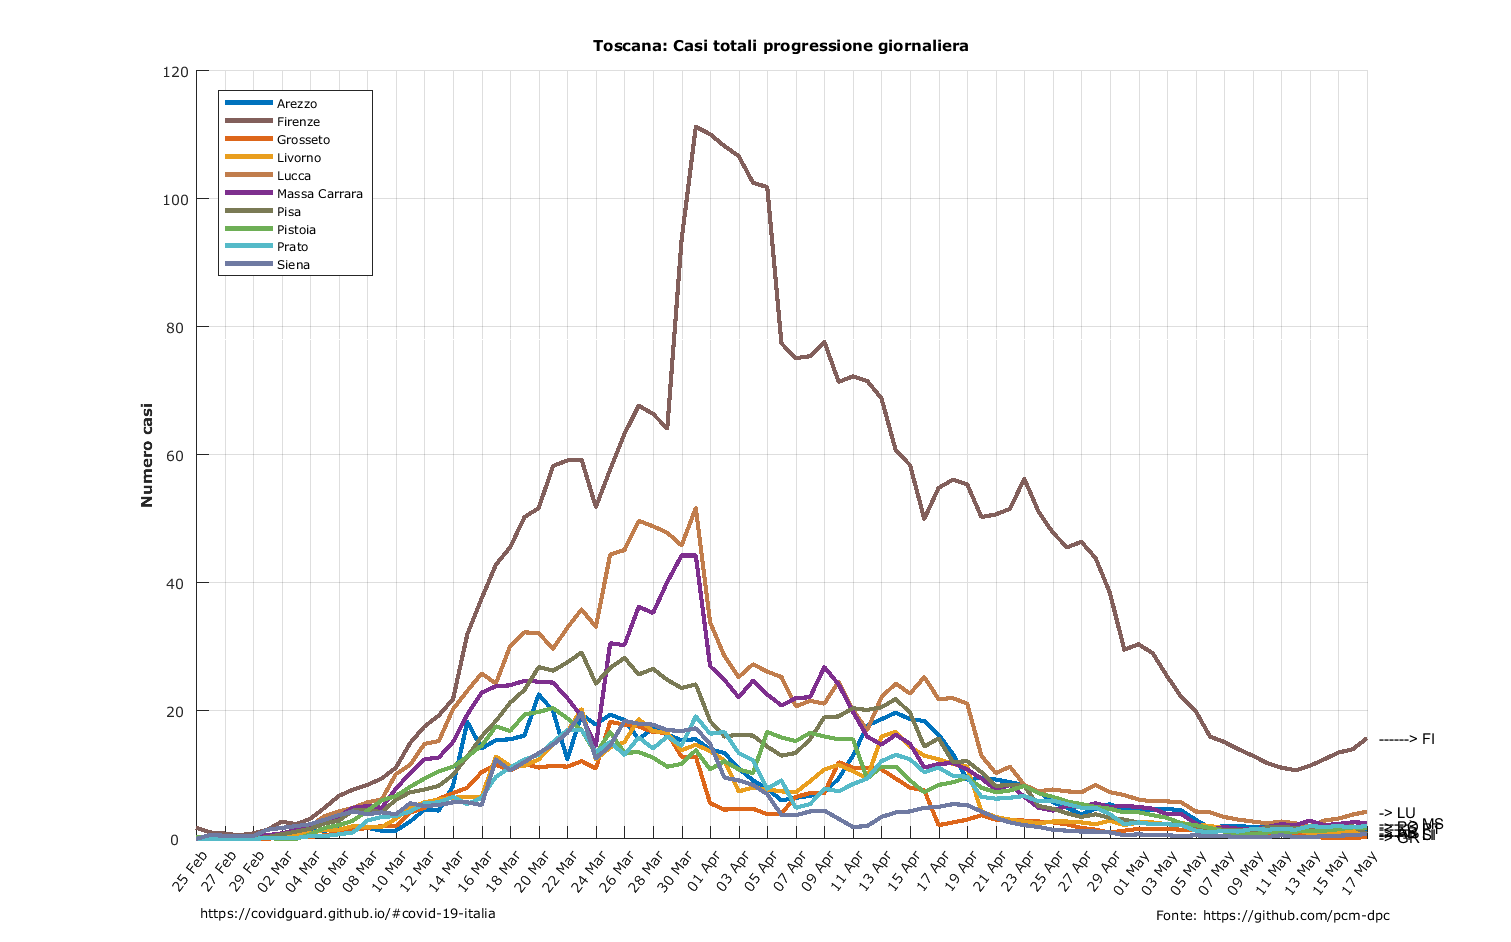 Toscana: Casi totali progressione giornaliera
120
100
80
60
40
20
0
Numero casi
Arezzo
Firenze
Grosseto
Livorno
Lucca
Massa Carrara
Pisa
Pistoia
Prato
Siena
------> FI
-> LU
25 Feb
27 Feb
29 Feb
02 Mar
04 Mar
06 Mar
08 Mar
10 Mar
12 Mar
14 Mar
16 Mar
18 Mar
20 Mar
22 Mar
24 Mar
26 Mar
28 Mar
30 Mar
01 Apr
03 Apr
05 Apr
07 Apr
09 Apr
11 Apr
13 Apr
15 Apr
17 Apr
19 Apr
21 Apr
23 Apr
25 Apr
27 Apr
29 Apr
01 May
03 May
05 May
07 May
09 May
11 May
13 May
15 May
17 May
https://covidguard.github.io/#covid-19-italia
Fonte: https://github.com/pcm-dpc